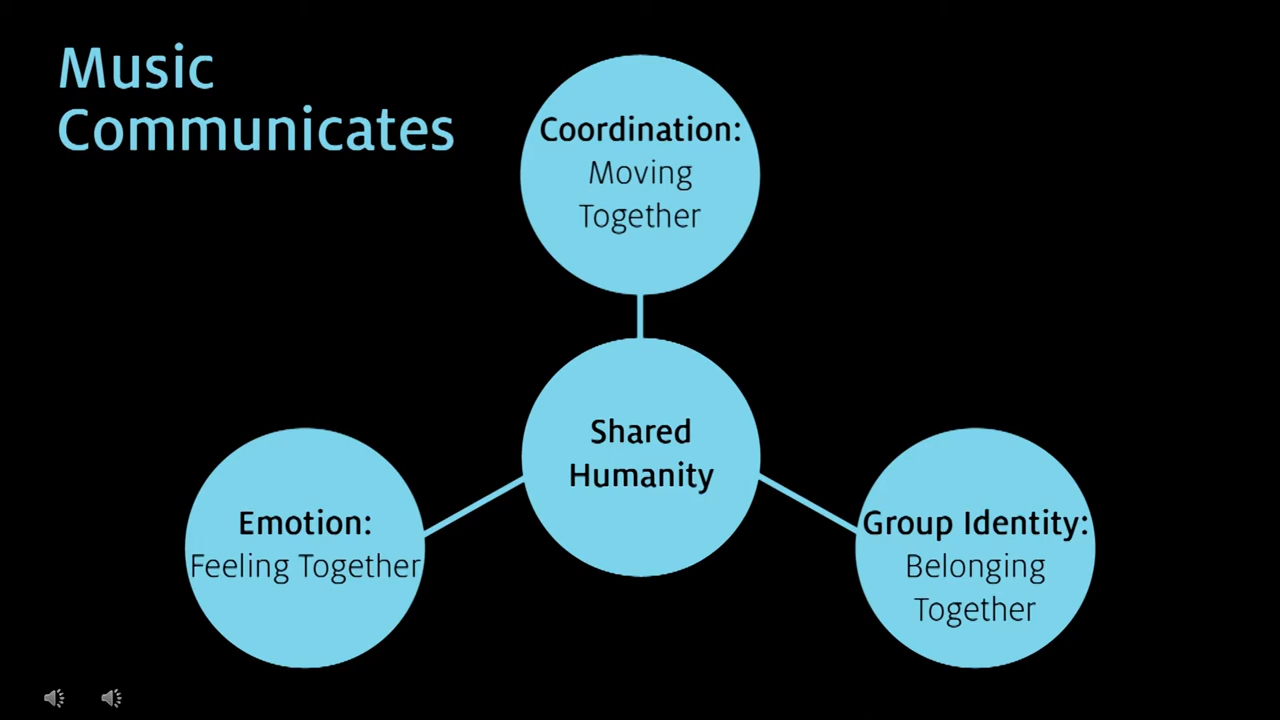 Music
Communicates
Coordination:
Moving
Together
Shared
Humanity
Emotion:
Feeling Together
Group Identity:
Belonging
Together